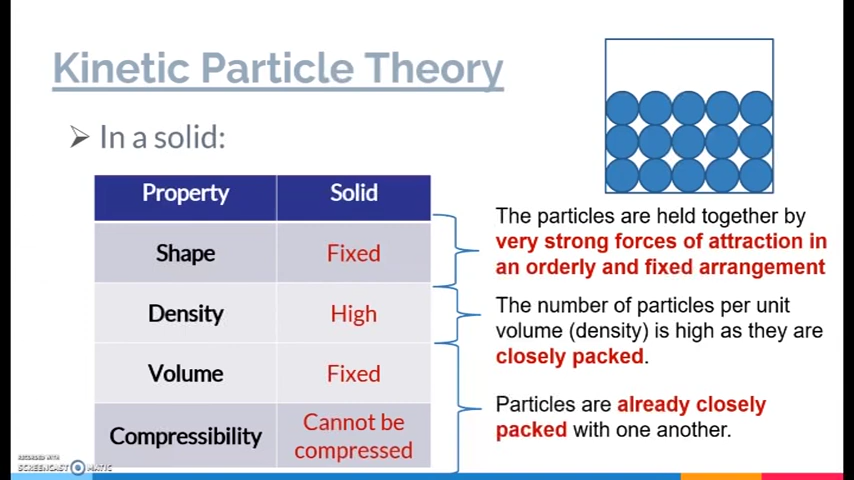 Kinetic Particle Theory
In a solid:
Property Solid
Shape Fixed
Density High
Volume Fixed
Compressibility Cannot be
compressed
The particles are held together by
very strong forces of attraction in
an orderly and fixed arrangement
The number of particles per unit
volume (density) is high as they are
closely packed.
Particles are already closely
packed with one another.
RECORDED WITH
SCREENCAST MATIC